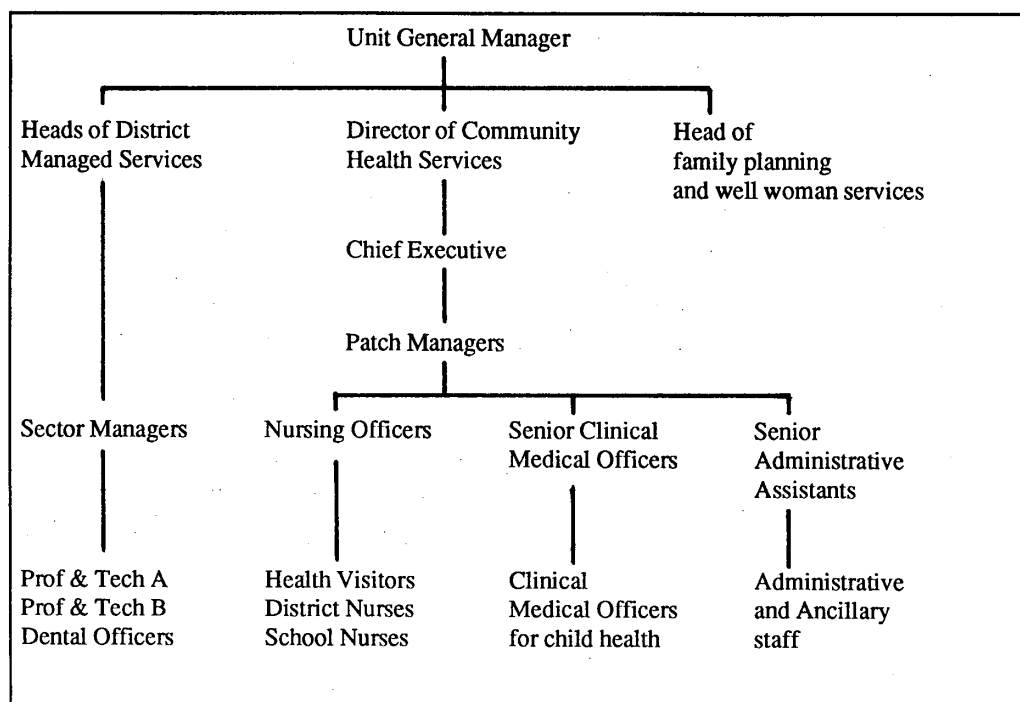 Unit General Manager
Heads of District
Managed Services
Director of Community
Health Services
Head of
family planning
and well woman services
Chief Executive
Patch Managers
Sector Managers
Nursing Officers
Senior Clinical
Medical Officers
Senior
Administrative
Assistants
Prof & Tech A
Prof & Tech B
Dental Officers
Health Visitors
District Nurses
School Nurses
Clinical
Medical Officers
for child health
Administrative
and Ancillary
staff